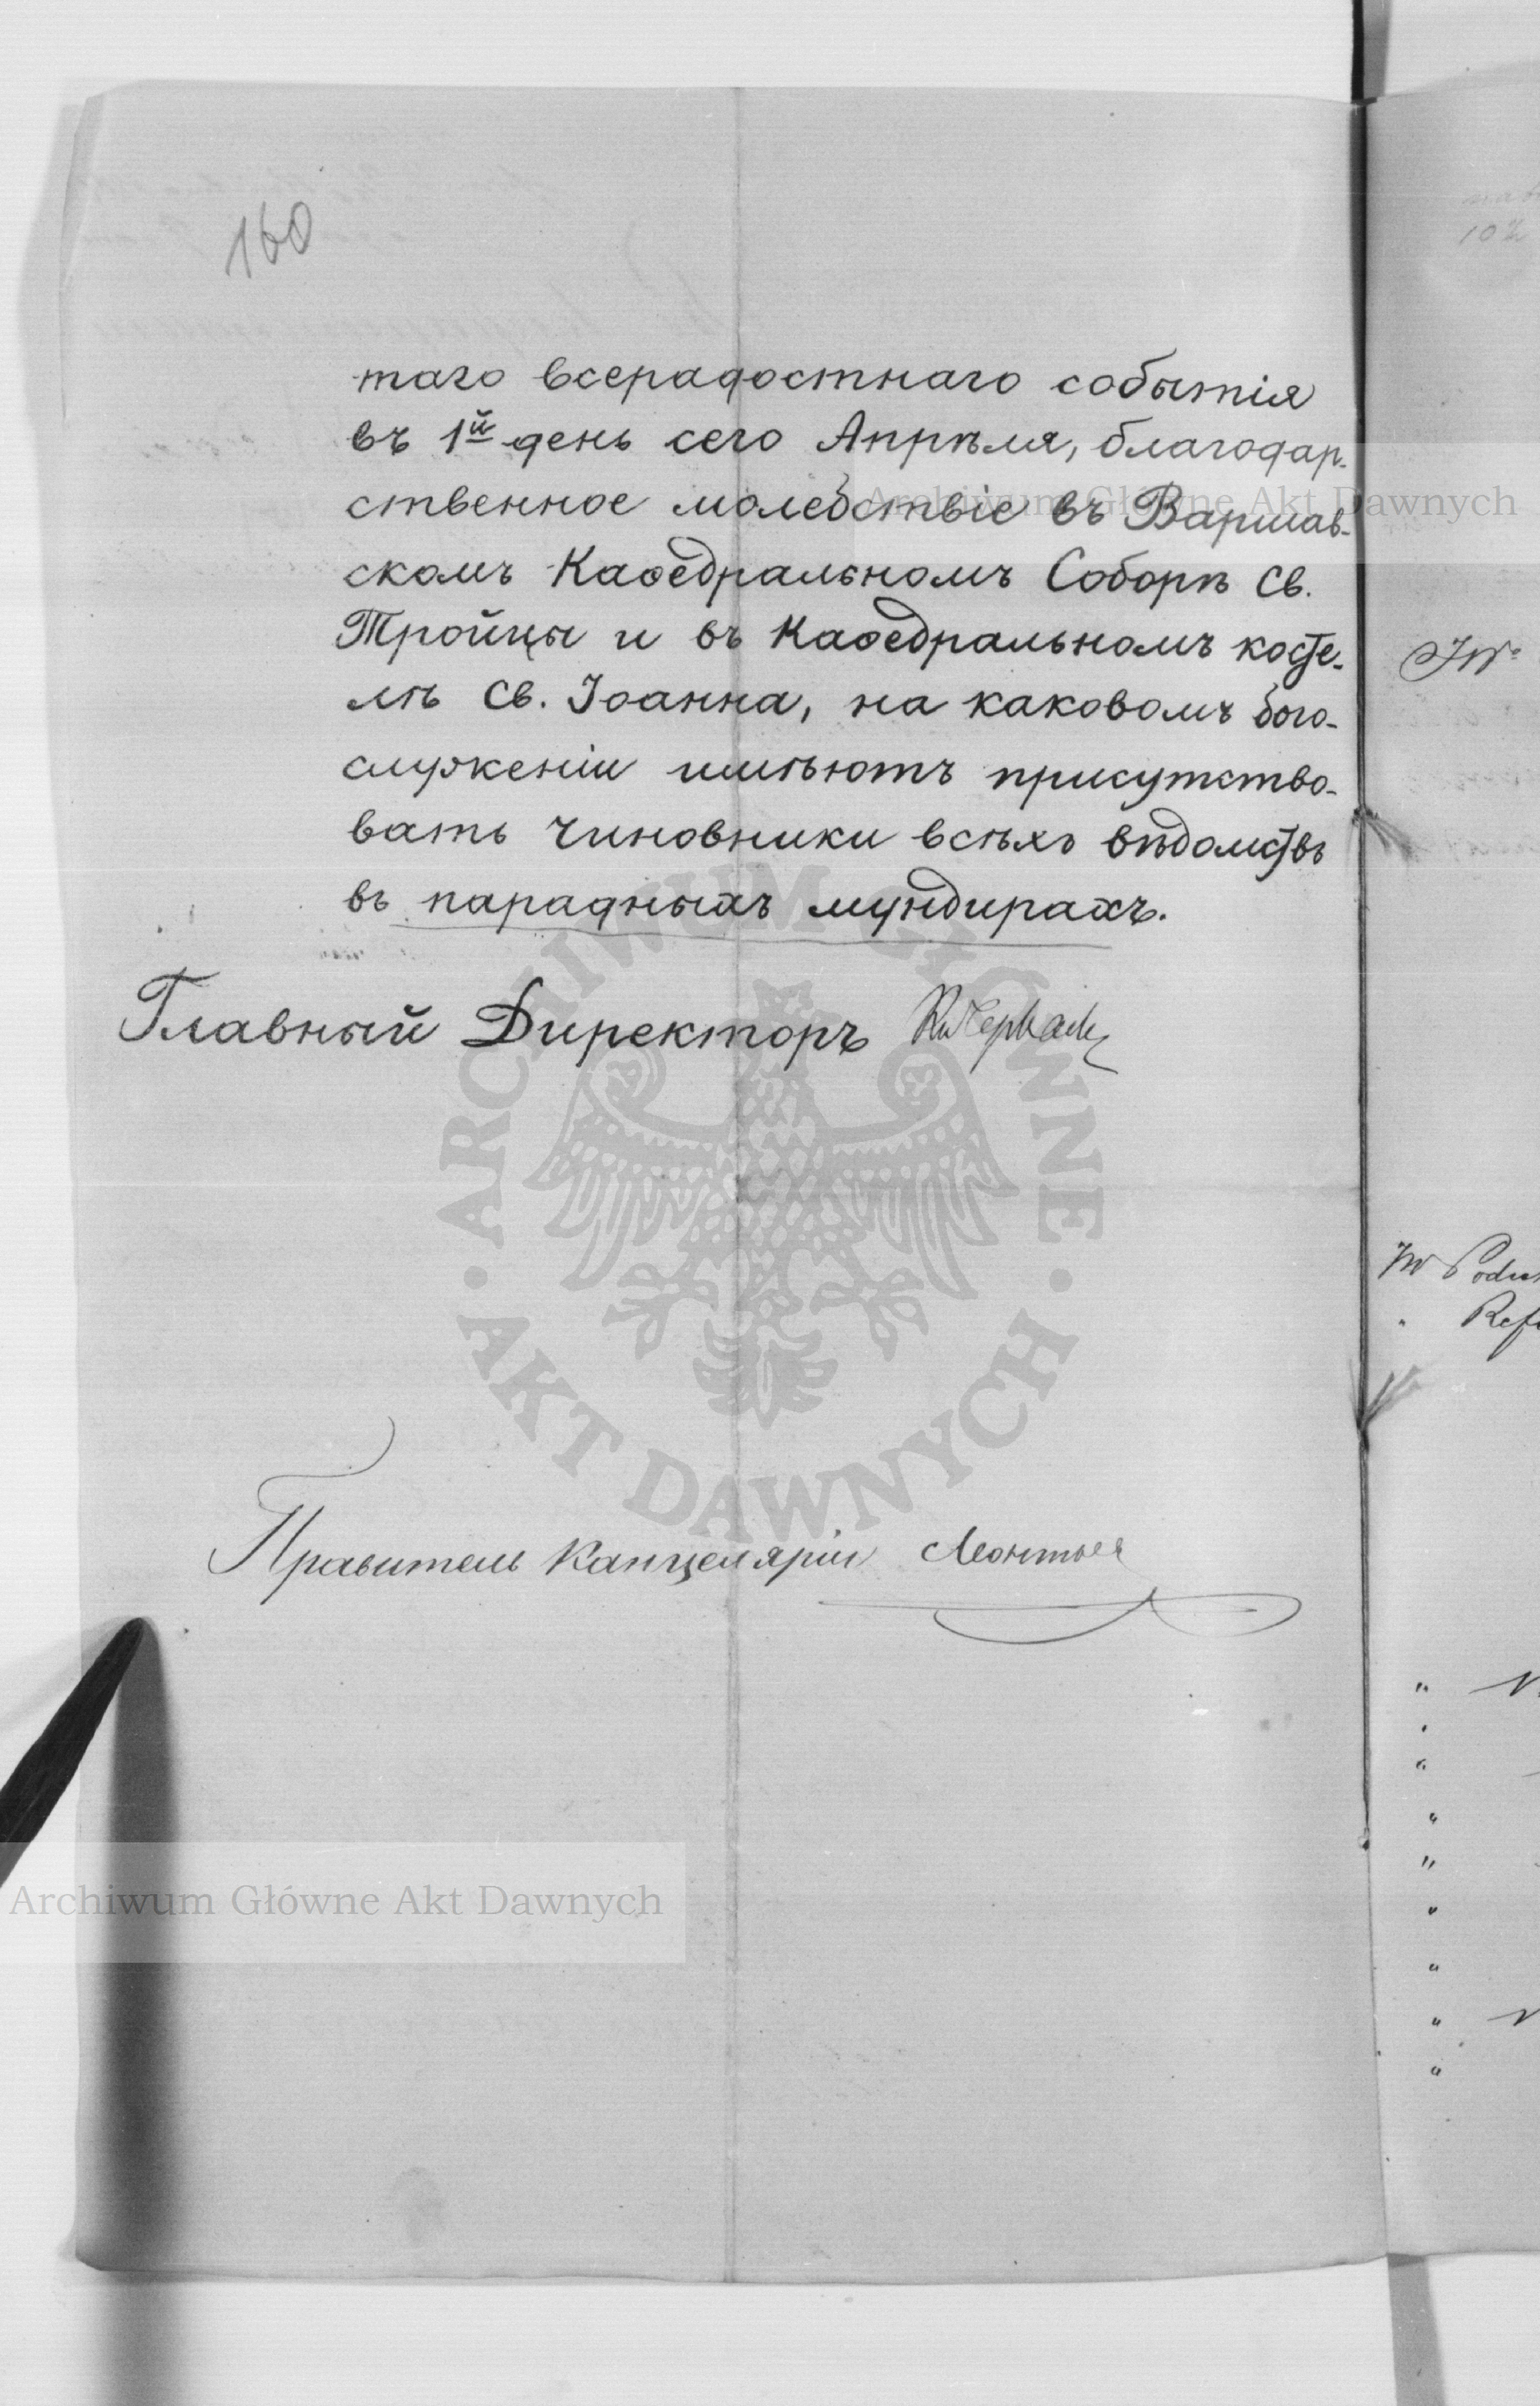 160
таго всерадостнаго событія
въ 1й день сего Апрѣля, благодар-
ственное молебствіе въ Варшав-
скомъ Каѳедральномъ Соборѣ Св.
Тройцы и въ Каѳедральномъ косте-
лѣ Св. Іоанна, на каковомъ бого-
служеніи имѣютъ присутство-
вать чиновники всѣхъ вѣдомствъ
въ парадныхъ мундирахъ.
Главный Директоръ
Правитель Канцеляріи Леонтьев
Archiwum Główne Akt Dawnych
ARCHIWUM GŁÓWNE AKT DAWNYCH
Archiwum Główne Akt Dawnych